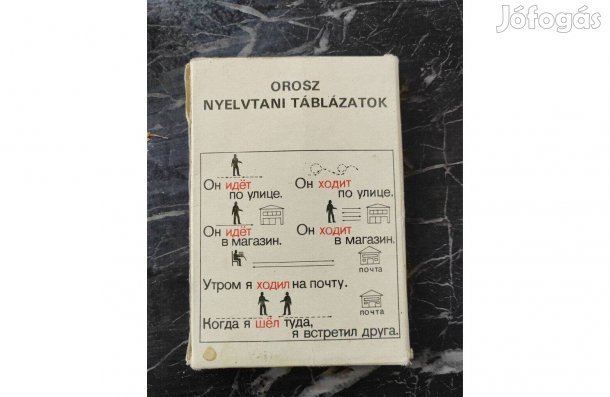 Jófogás
OROSZ
NYELVTANI TÁBLÁZATOK
Он идёт
по улице.
Он ходит
по улице.
Он идёт
в магазин.
Он ходит
в магазин.
почта
Утром я ходил на почту.
почта
Когда я шёл туда,
я встретил друга.